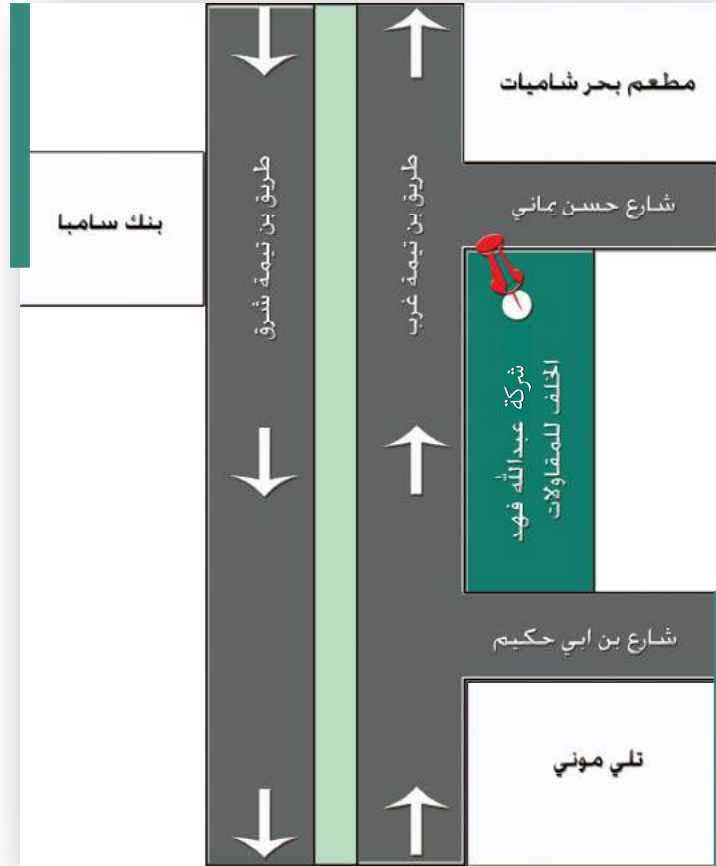 مطعم بحر شاميات
شارع حسن يماني
بنك سامبا
طريق بن تيمة شرق
طريق بن تيمة غرب
شركة عبدالله فهد
الخلف للمقاولات
شارع بن ابي حكيم
تلي موني